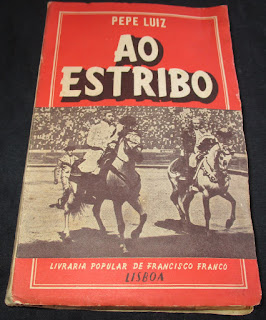 PEPE LUIZ
AO
ESTRIBO
LIVRARIA POPULAR DE FRANCISCO FRANCO
LISBOA